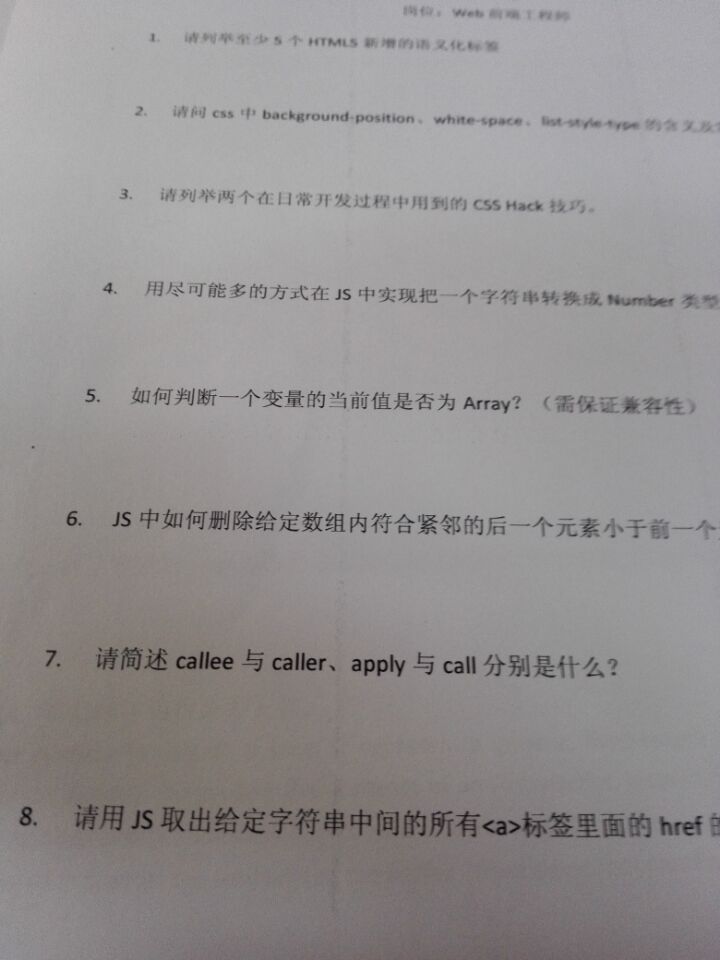 岗位：Web 前端工程师
1. 请列举至少 5 个 HTML5 新增的语义化标签
2. 请问 css 中 background-position、white-space、list-style-type 的含义及
3. 请列举两个在日常开发过程中用到的 CSS Hack 技巧。
4. 用尽可能多的方式在 JS 中实现把一个字符串转换成 Number 类型
5. 如何判断一个变量的当前值是否为 Array？（需保证兼容性）
6. JS 中如何删除给定数组内符合紧邻的后一个元素小于前一个
7. 请简述 callee 与 caller、apply 与 call 分别是什么？
8. 请用 JS 取出给定字符串中间的所有<a>标签里面的 href 的